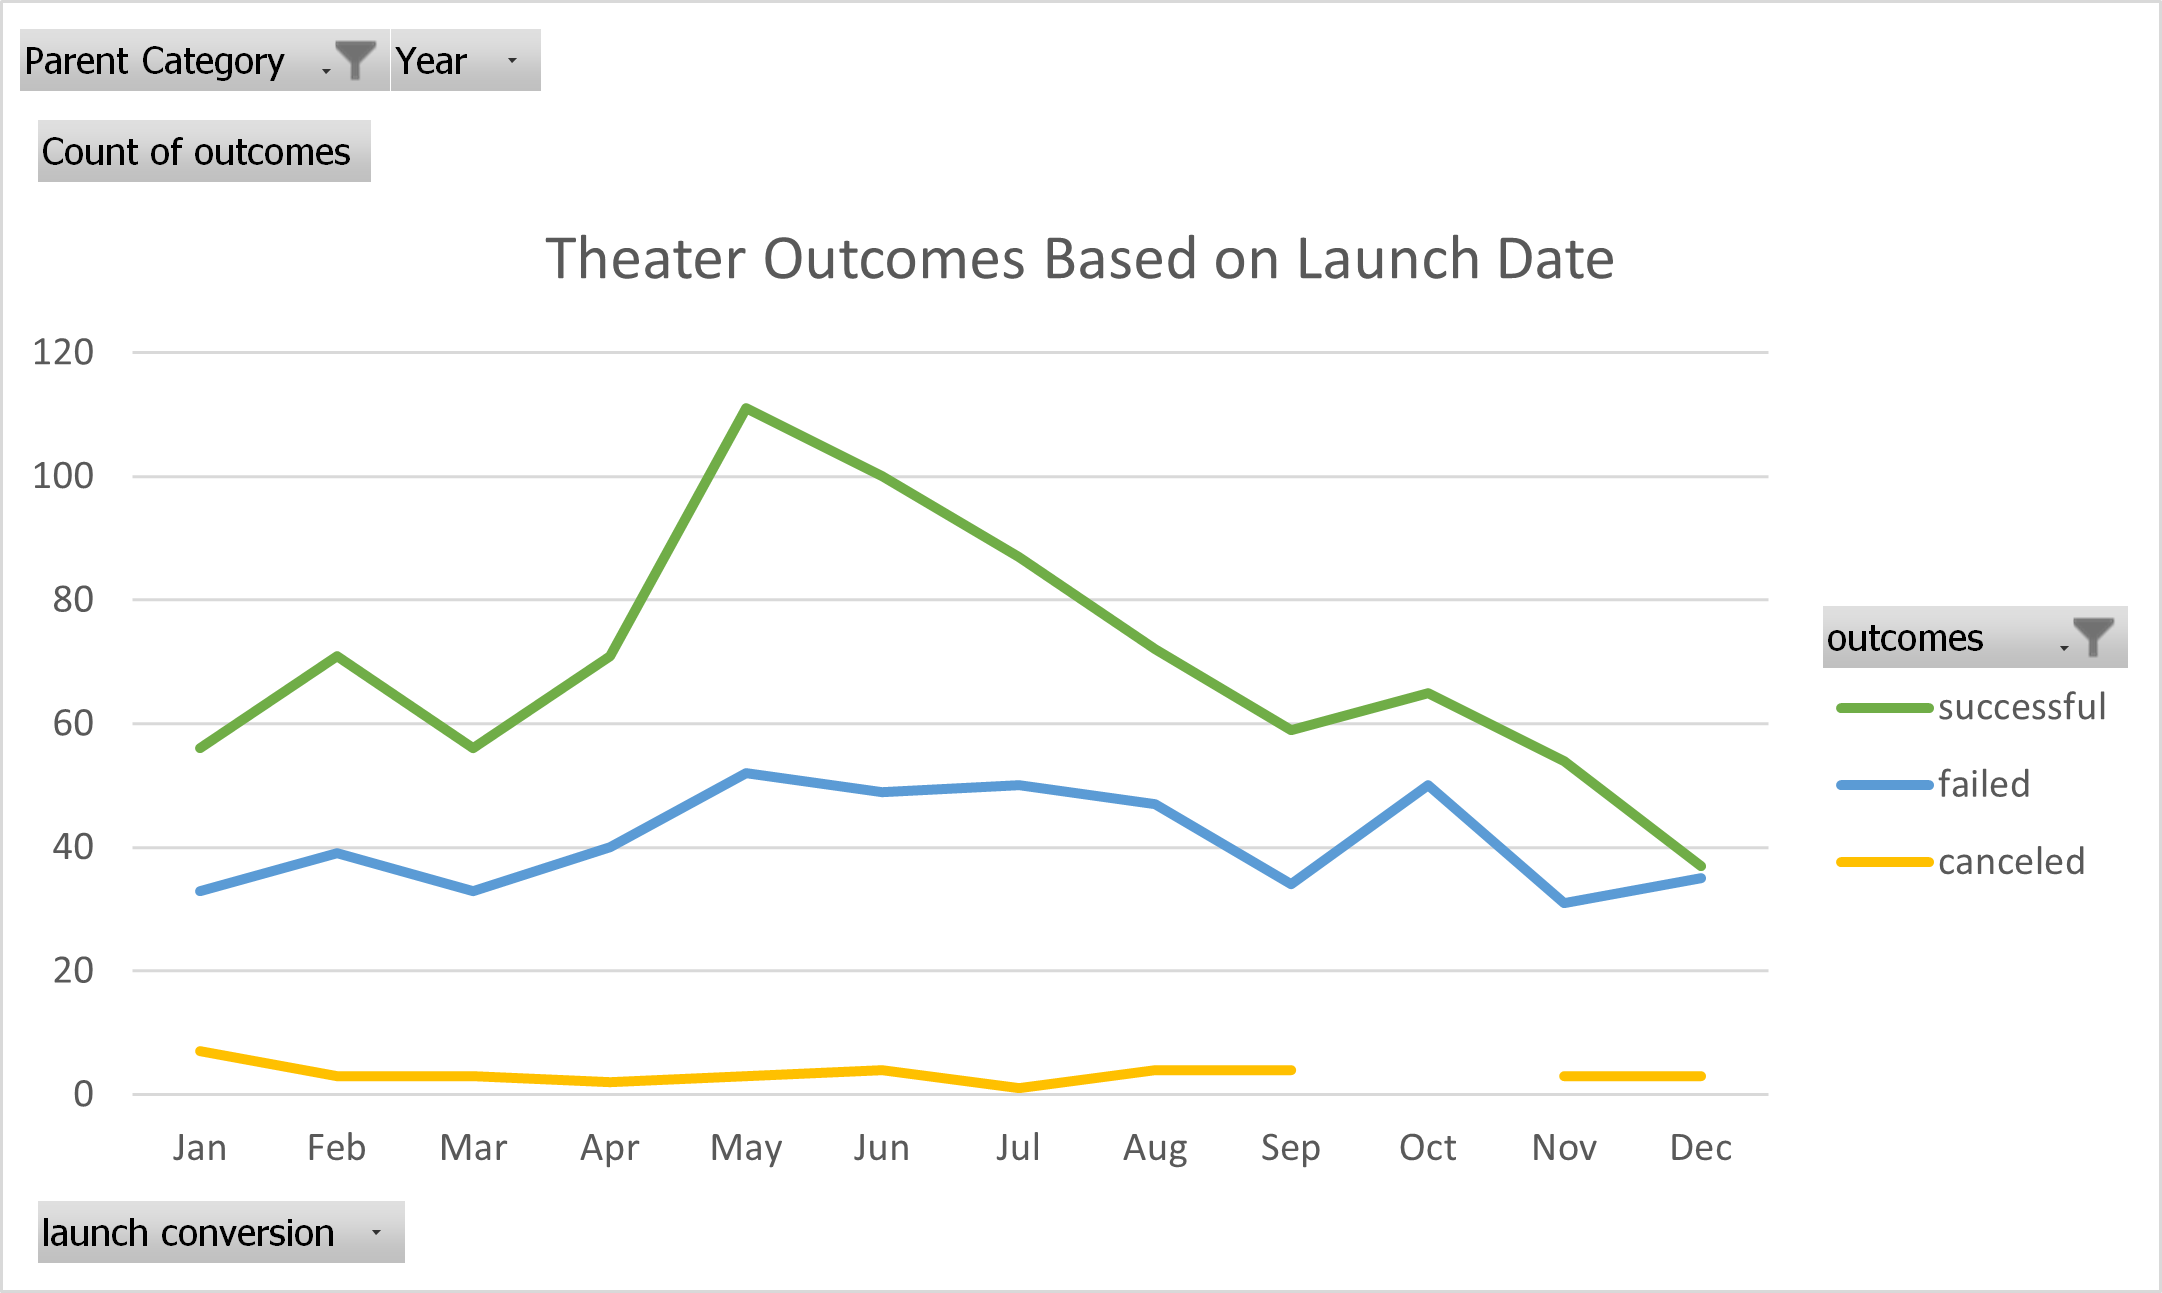 Parent Category Year
Count of outcomes
Theater Outcomes Based on Launch Date
120
100
80
60
40
20
0
Jan Feb Mar Apr May Jun Jul Aug Sep Oct Nov Dec
outcomes
successful
failed
canceled
launch conversion